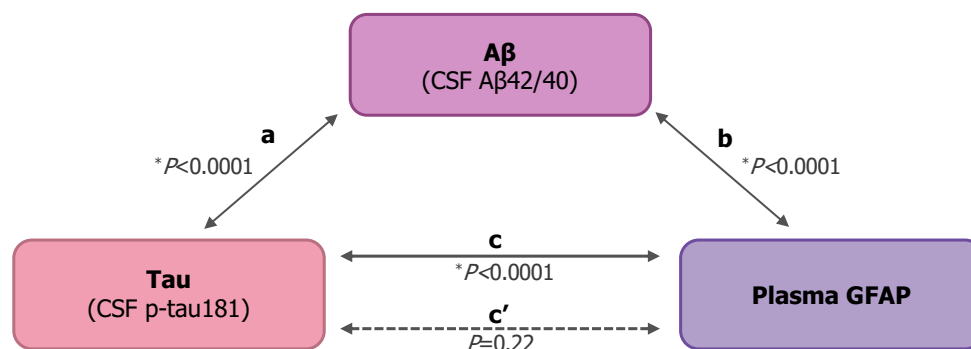 Aβ
(CSF Aβ42/40)
a
*P<0.0001
b
*P<0.0001
Tau
(CSF p-tau181)
c
*P<0.0001
c’
P=0.22
Plasma GFAP